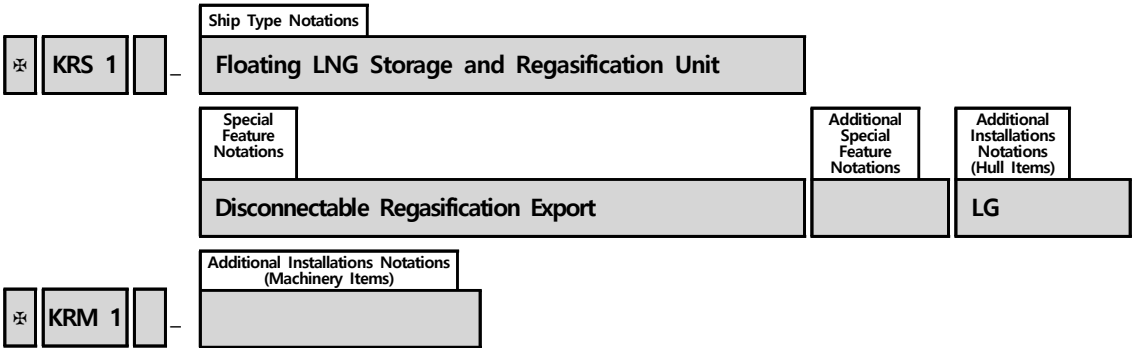 Ship Type Notations
✠ KRS 1 _ Floating LNG Storage and Regasification Unit
Special
Feature
Notations
Additional
Special
Feature
Notations
Additional
Installations
Notations
(Hull Items)
Disconnectable Regasification Export LG
Additional Installations Notations
(Machinery Items)
✠ KRM 1 _